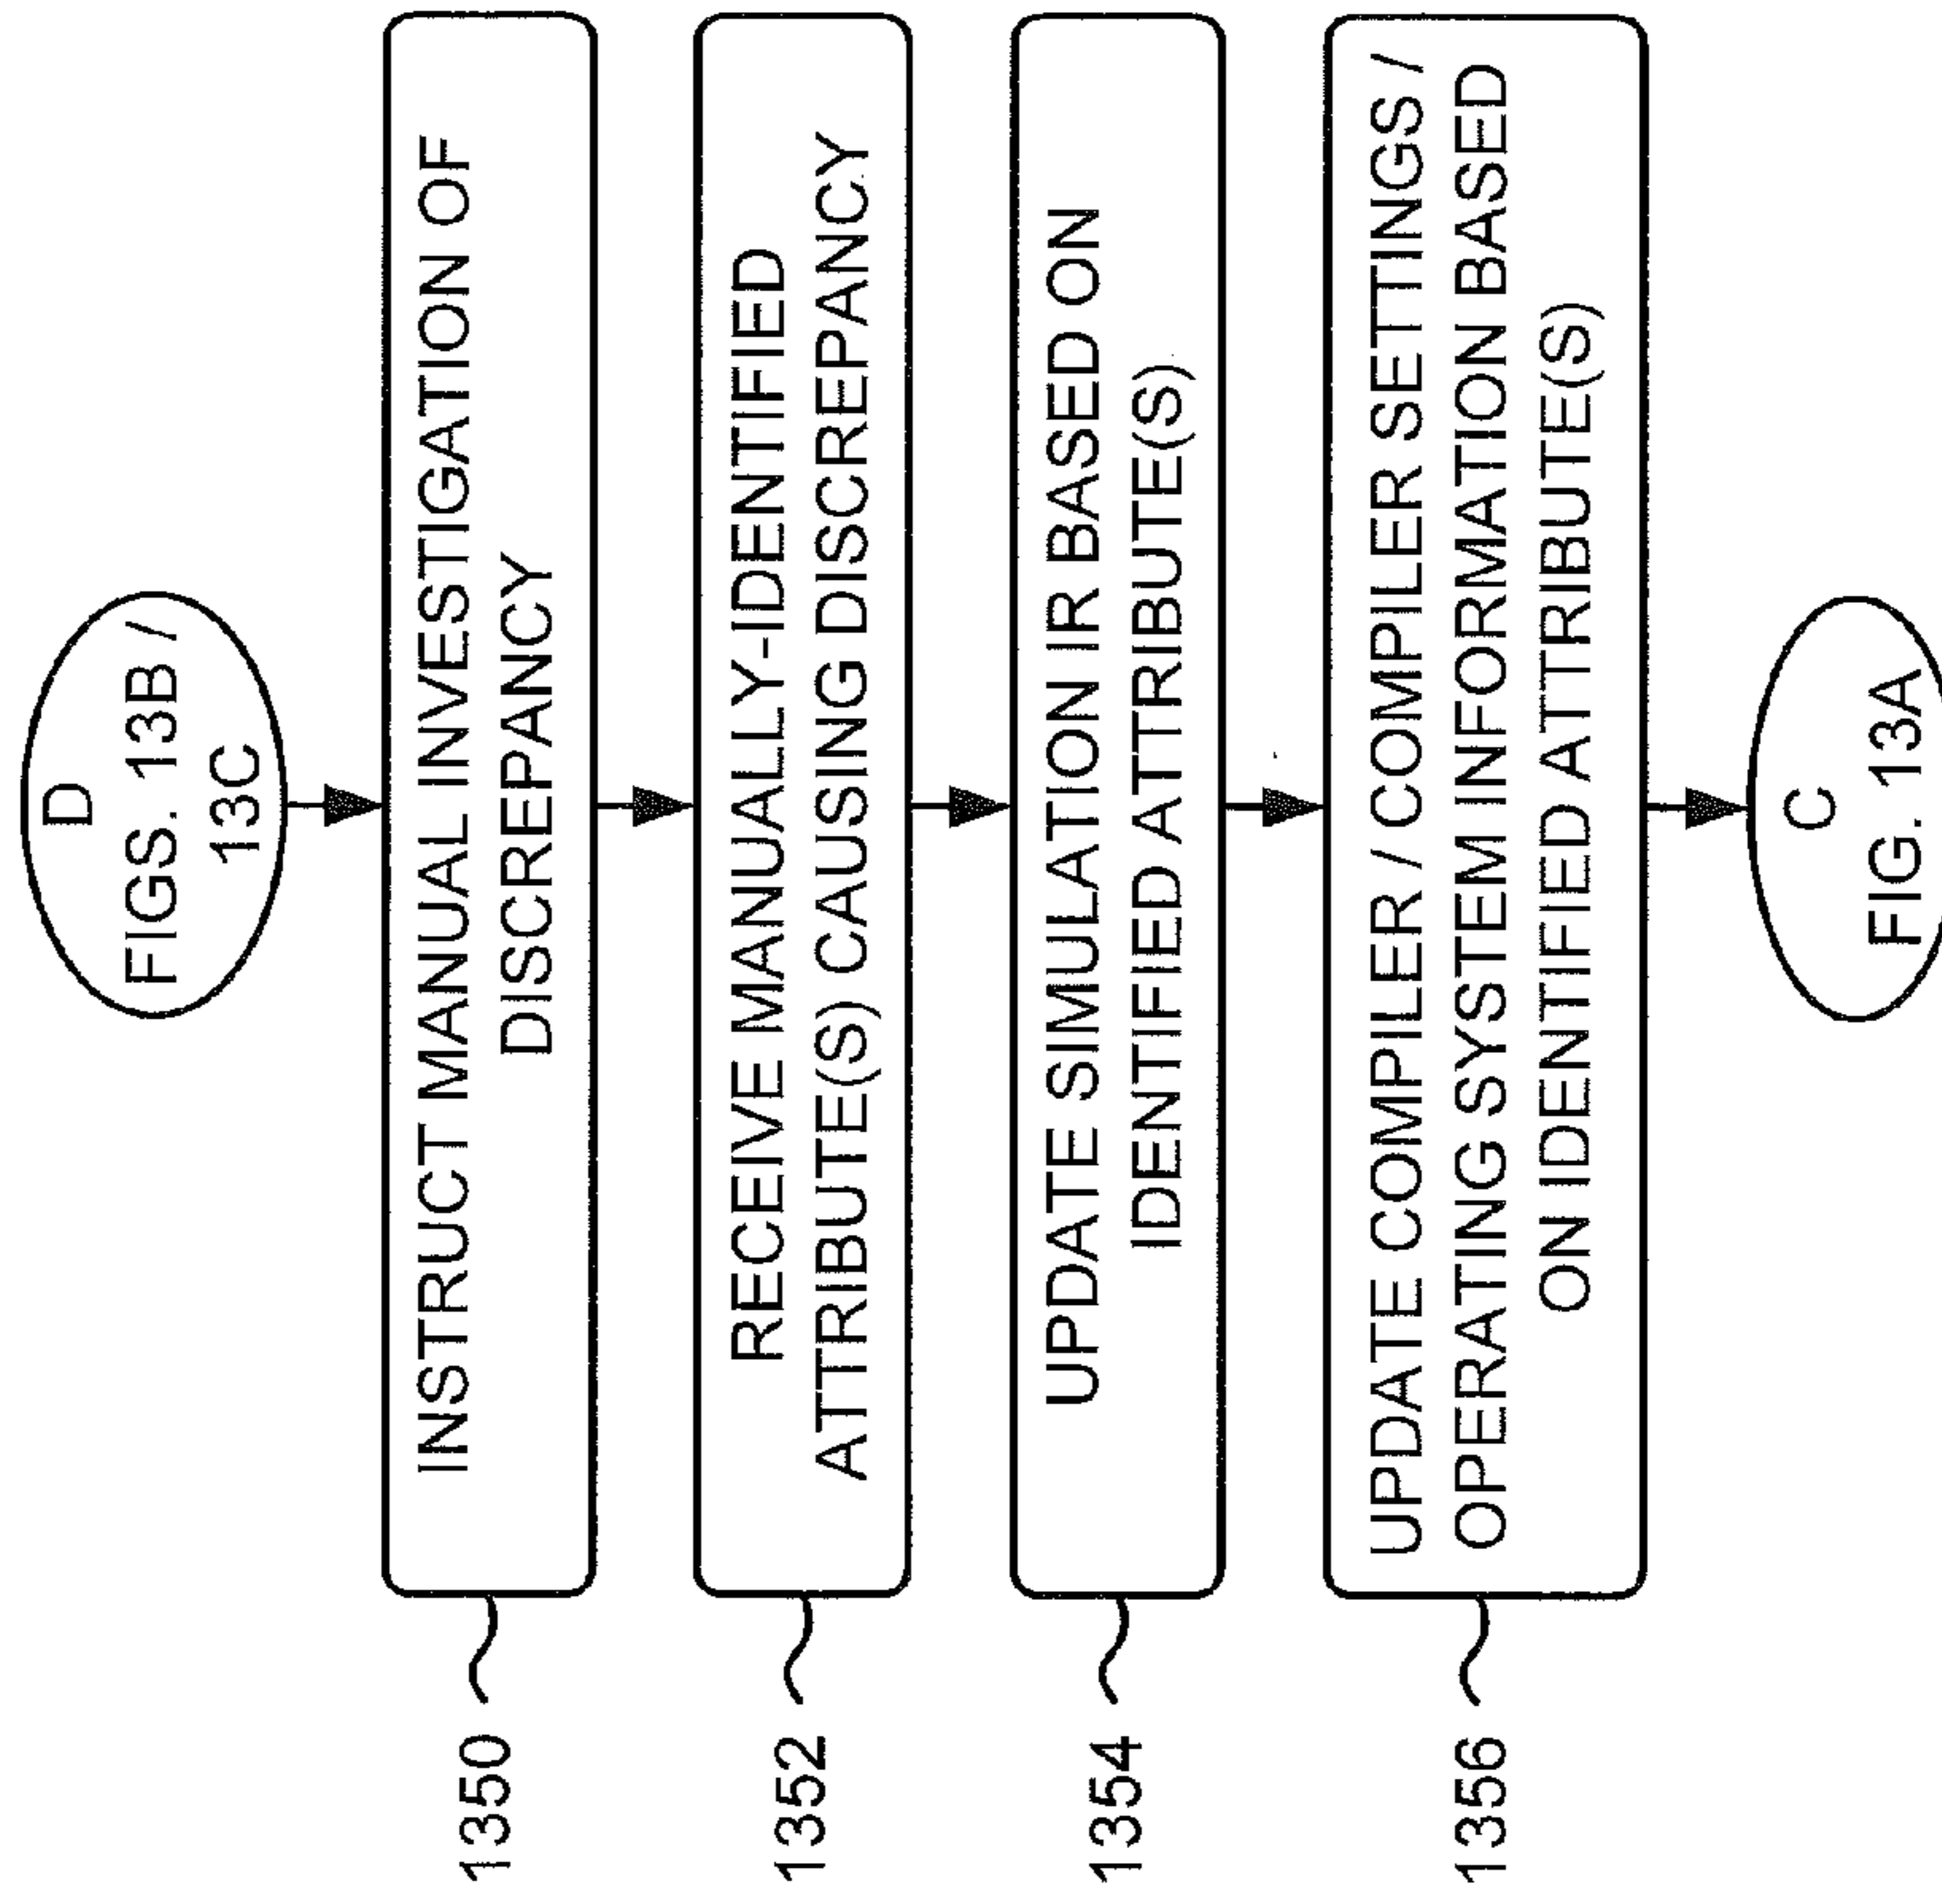 D
FIGS. 13B /
13C
1350
INSTRUCT MANUAL INVESTIGATION OF
DISCREPANCY
1352
RECEIVE MANUALLY-IDENTIFIED
ATTRIBUTE(S) CAUSING DISCREPANCY
1354
UPDATE SIMULATION IR BASED ON
IDENTIFIED ATTRIBUTE(S)
1356
UPDATE COMPILER / COMPILER SETTINGS /
OPERATING SYSTEM INFORMATION BASED
ON IDENTIFIED ATTRIBUTE(S)
C
FIG. 13A